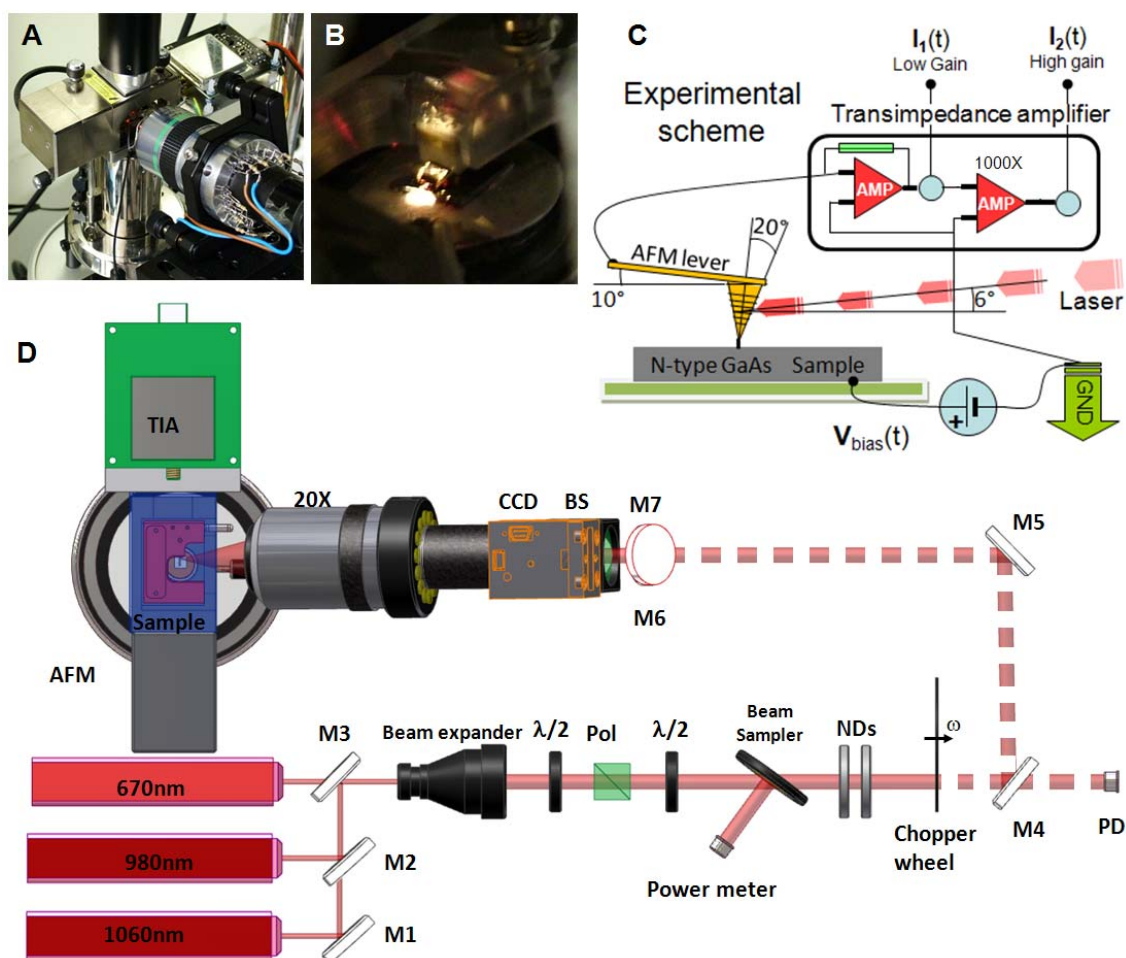 A
B
C
I₁(t)
Low Gain
I₂(t)
High gain
Experimental
scheme
Transimpedance amplifier
1000X
AMP
AMP
20°
AFM lever
10°
6°
Laser
N-type GaAs Sample
V_bias(t)
+
GND
D
TIA
20X
CCD
BS
M7
M5
Sample
M6
AFM
M3
Beam expander
λ/2
Pol
λ/2
Beam
Sampler
NDs
ω
670nm
980nm
M2
Chopper
wheel
M4
PD
Power meter
1060nm
M1